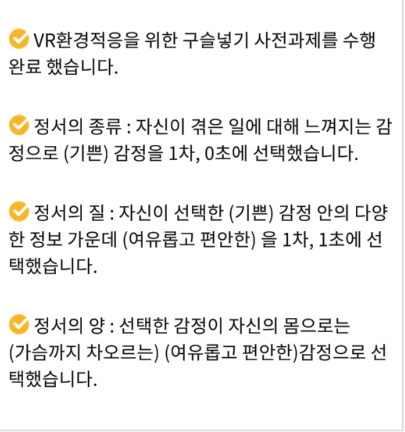 VR환경적응을 위한 구슬넣기 사전과제를 수행
완료 했습니다.
정서의 종류 : 자신이 겪은 일에 대해 느껴지는 감
정으로 (기쁜) 감정을 1차, 0초에 선택했습니다.
정서의 질 : 자신이 선택한 (기쁜) 감정 안의 다양
한 정보 가운데 (여유롭고 편안한) 을 1차, 1초에 선
택했습니다.
정서의 양 : 선택한 감정이 자신의 몸으로는
(가슴까지 차오르는) (여유롭고 편안한)감정으로 선
택했습니다.